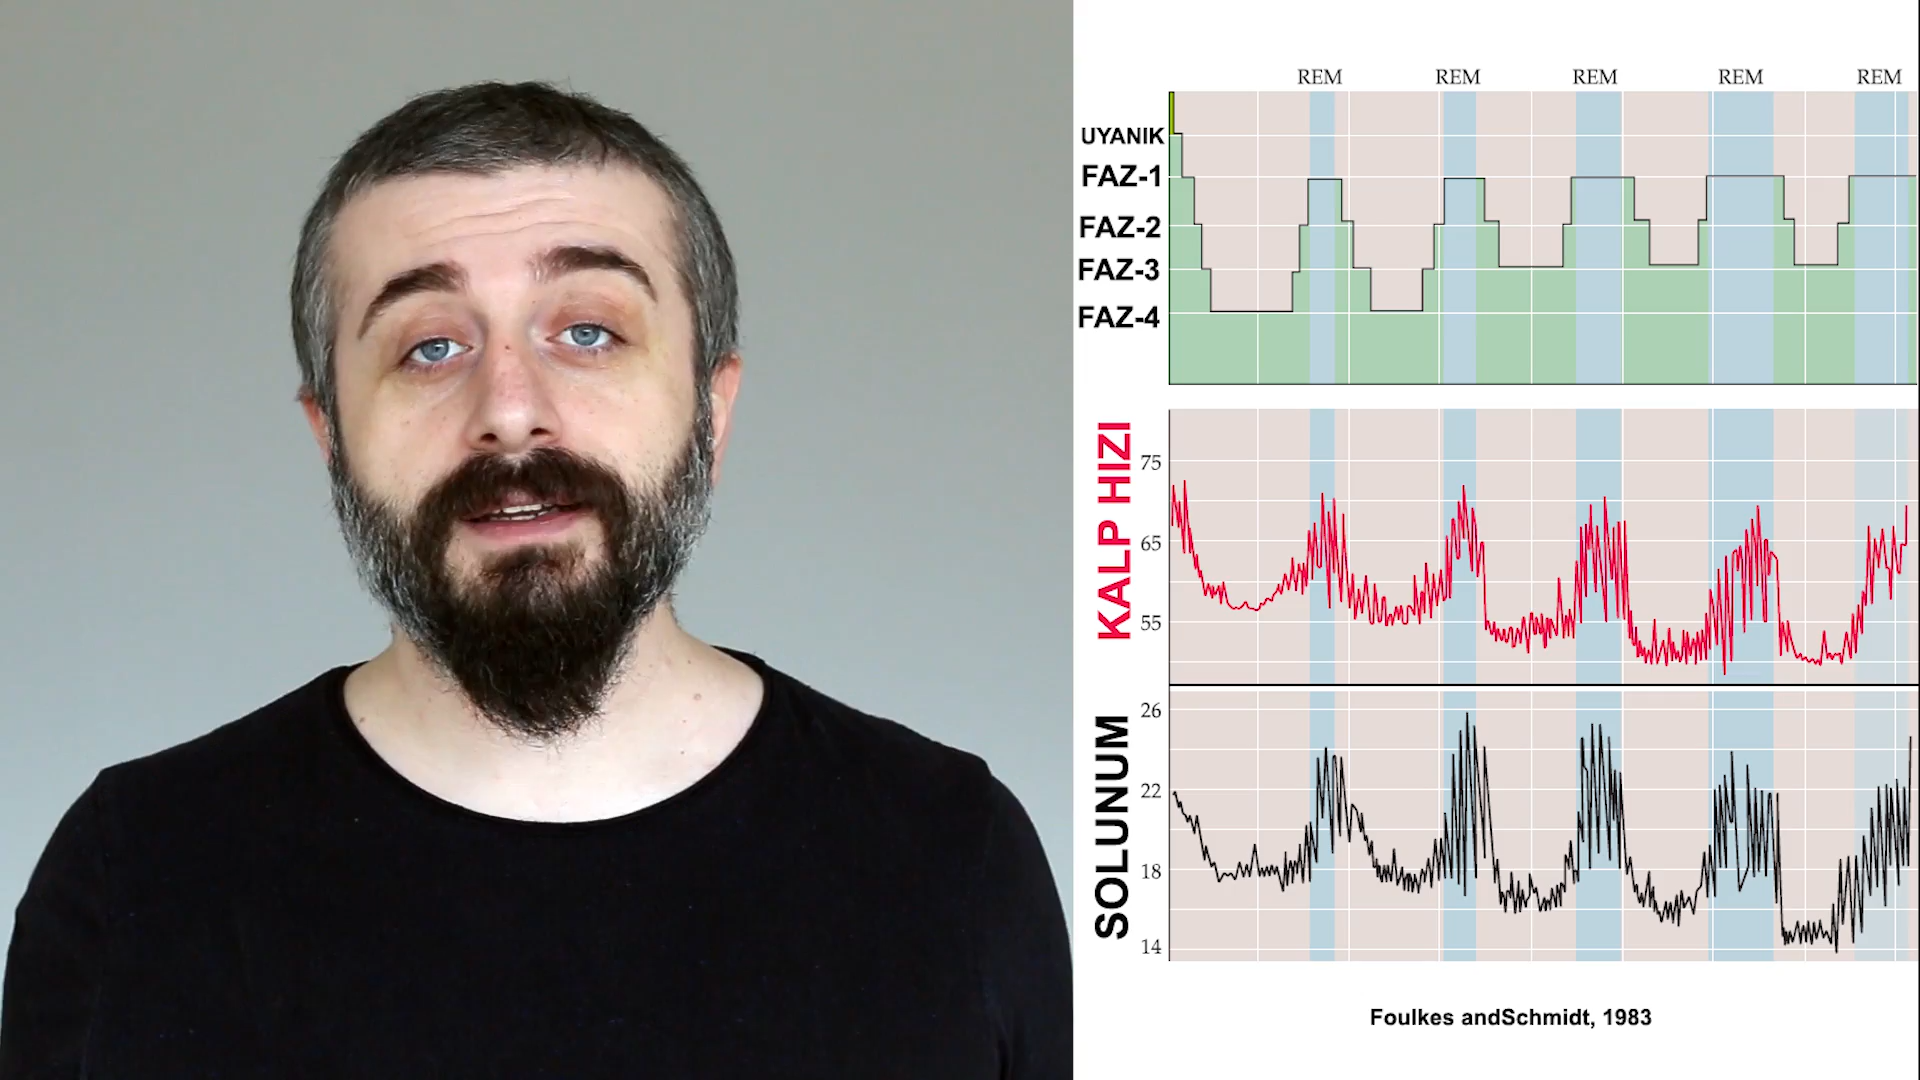 REM REM REM REM REM
UYANIK
FAZ-1
FAZ-2
FAZ-3
FAZ-4
KALP HIZI
75
65
55
SOLUNUM
26
22
18
14
Foulkes andSchmidt, 1983